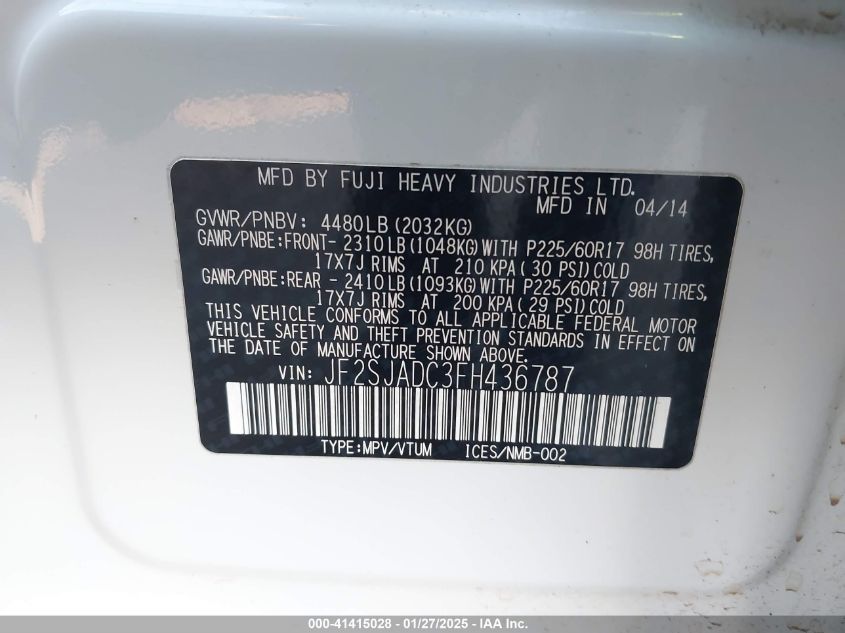 MFD BY FUJI HEAVY INDUSTRIES LTD.
MFD IN 04/14
GVWR/PNBV: 4480LB(2032KG)
GAWR/PNBE:FRONT-2310LB(1048KG)WITH P225/60R17 98H TIRES,
17X7J RIMS AT 210 KPA(30 PSI)COLD
GAWR/PNBE:REAR -2410LB(1093KG)WITH P225/60R17 98H TIRES,
17X7J RIMS AT 200 KPA(29 PSI)COLD
THIS VEHICLE CONFORMS TO ALL APPLICABLE FEDERAL MOTOR
VEHICLE SAFETY AND THEFT PREVENTION STANDARDS IN EFFECT ON
THE DATE OF MANUFACTURE SHOWN ABOVE.
VIN: JF2SJADC3FH436787
TYPE:MPV/VTUM ICES/NMB-002
000-41415028 - 01/27/2025 - IAA Inc.